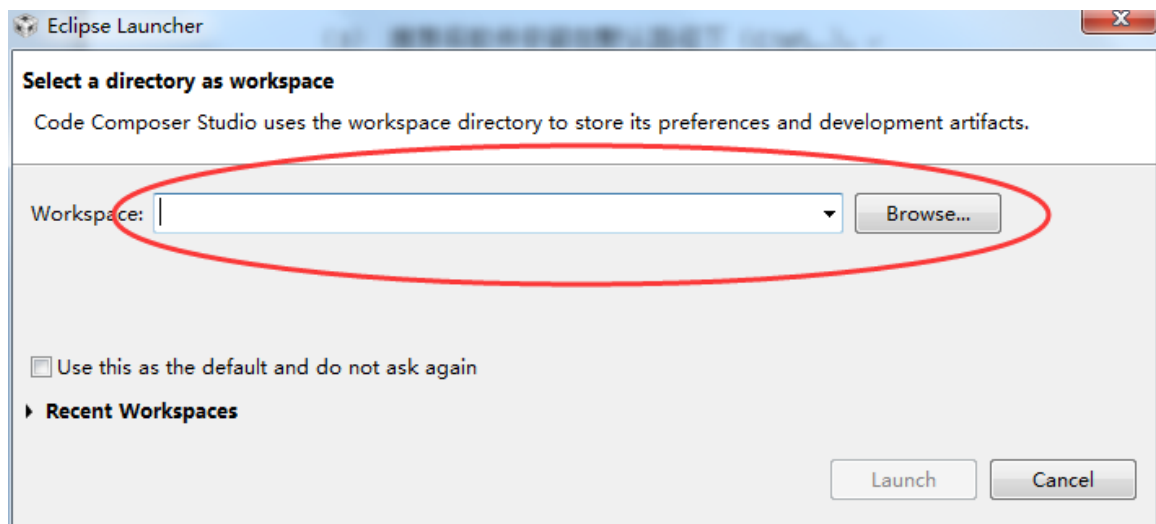 Eclipse Launcher
Select a directory as workspace
Code Composer Studio uses the workspace directory to store its preferences and development artifacts.
Workspace:
Browse...
Use this as the default and do not ask again
Recent Workspaces
Launch
Cancel